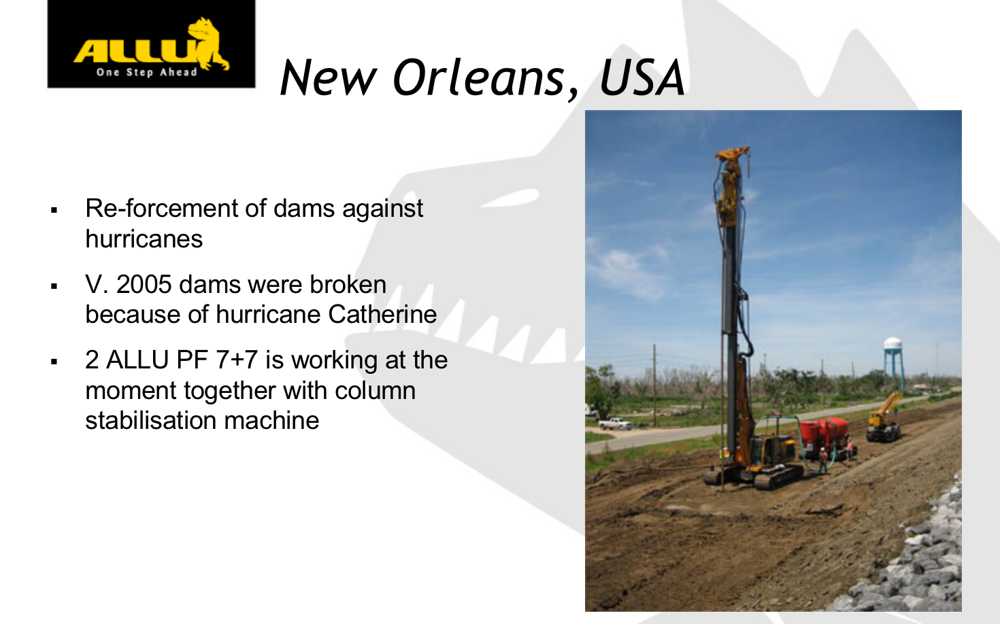 ALLU
One Step Ahead
New Orleans, USA
▪ Re-forcement of dams against
hurricanes
▪ V. 2005 dams were broken
because of hurricane Catherine
▪ 2 ALLU PF 7+7 is working at the
moment together with column
stabilisation machine